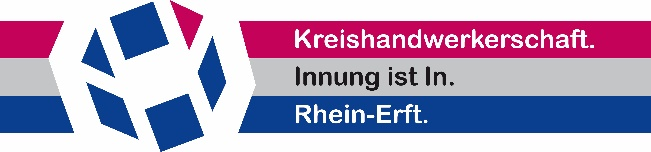 Kreishandwerkerschaft.
Innung ist In.
Rhein-Erft.